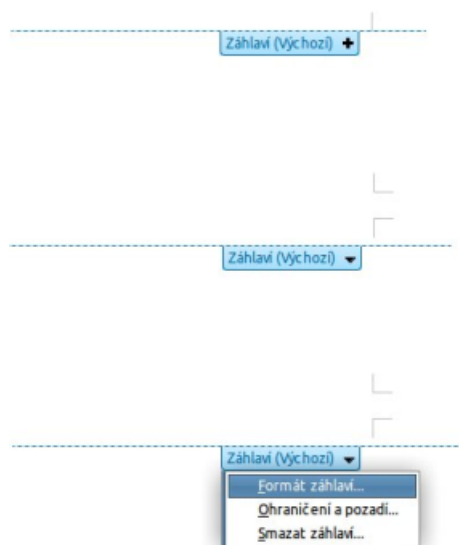 Záhlaví (Výchozí)
Záhlaví (Výchozí)
Záhlaví (Výchozí)
Formát záhlaví...
Ohraničení a pozadí...
Smazat záhlaví...